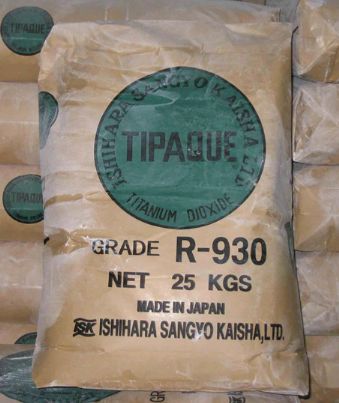 TIPAQUE
ISHIHARA SANGYO KAISHA, LTD
TIPAQUE
TITANIUM DIOXIDE
GRADE R-930
NET 25 KGS
MADE IN JAPAN
ISK ISHIHARA SANGYO KAISHA,LTD.